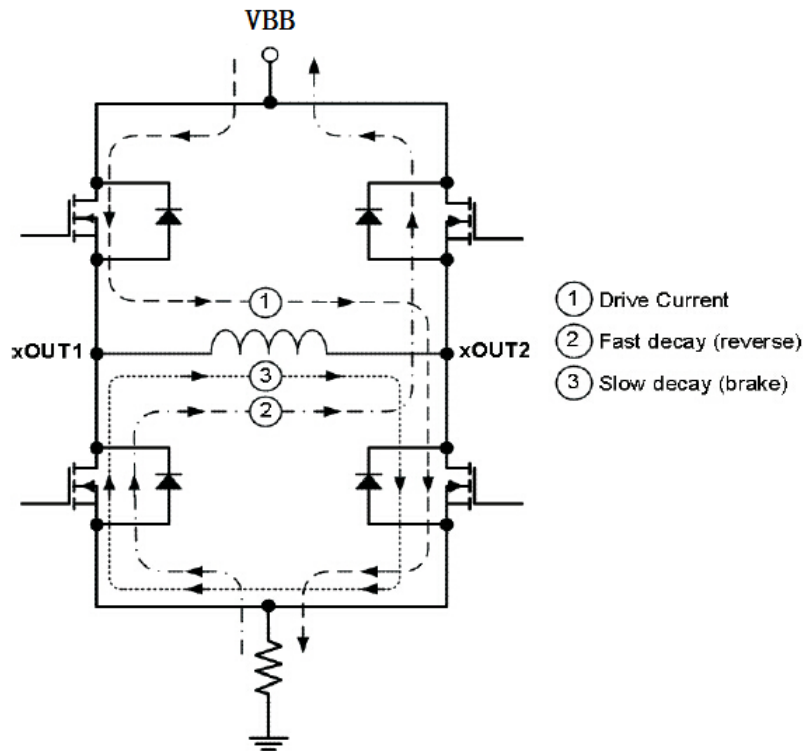 VBB
1
xOUT1
xOUT2
3
2
1 Drive Current
2 Fast decay (reverse)
3 Slow decay (brake)